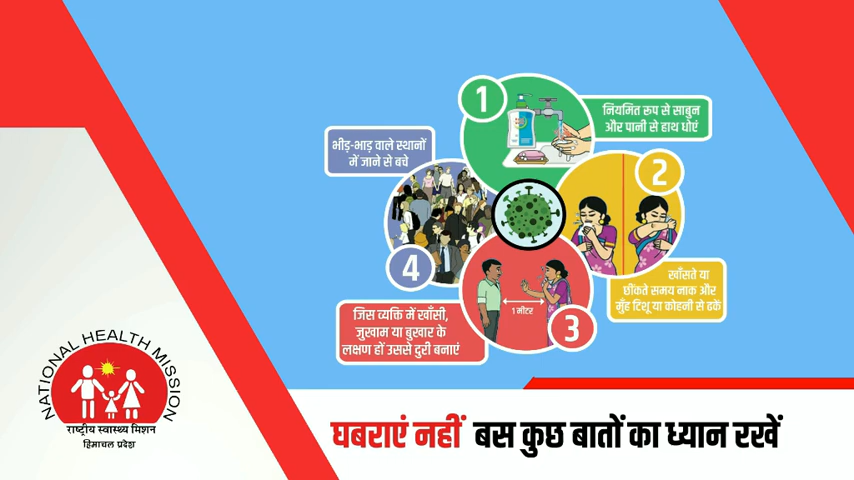 1
नियमित रूप से साबुन
और पानी से हाथ धोएं
2
खाँसते या
छींकते समय नाक और
मुँह टिशू या कोहनी से ढकें
1 मीटर
3
जिस व्यक्ति में खाँसी,
जुखाम या बुखार के
लक्षण हों उससे दुरी बनाएं
4
भीड़-भाड़ वाले स्थानों
में जाने से बचे
NATIONAL HEALTH MISSION
राष्ट्रीय स्वास्थ्य मिशन
हिमाचल प्रदेश
घबराएं नहीं बस कुछ बातों का ध्यान रखें